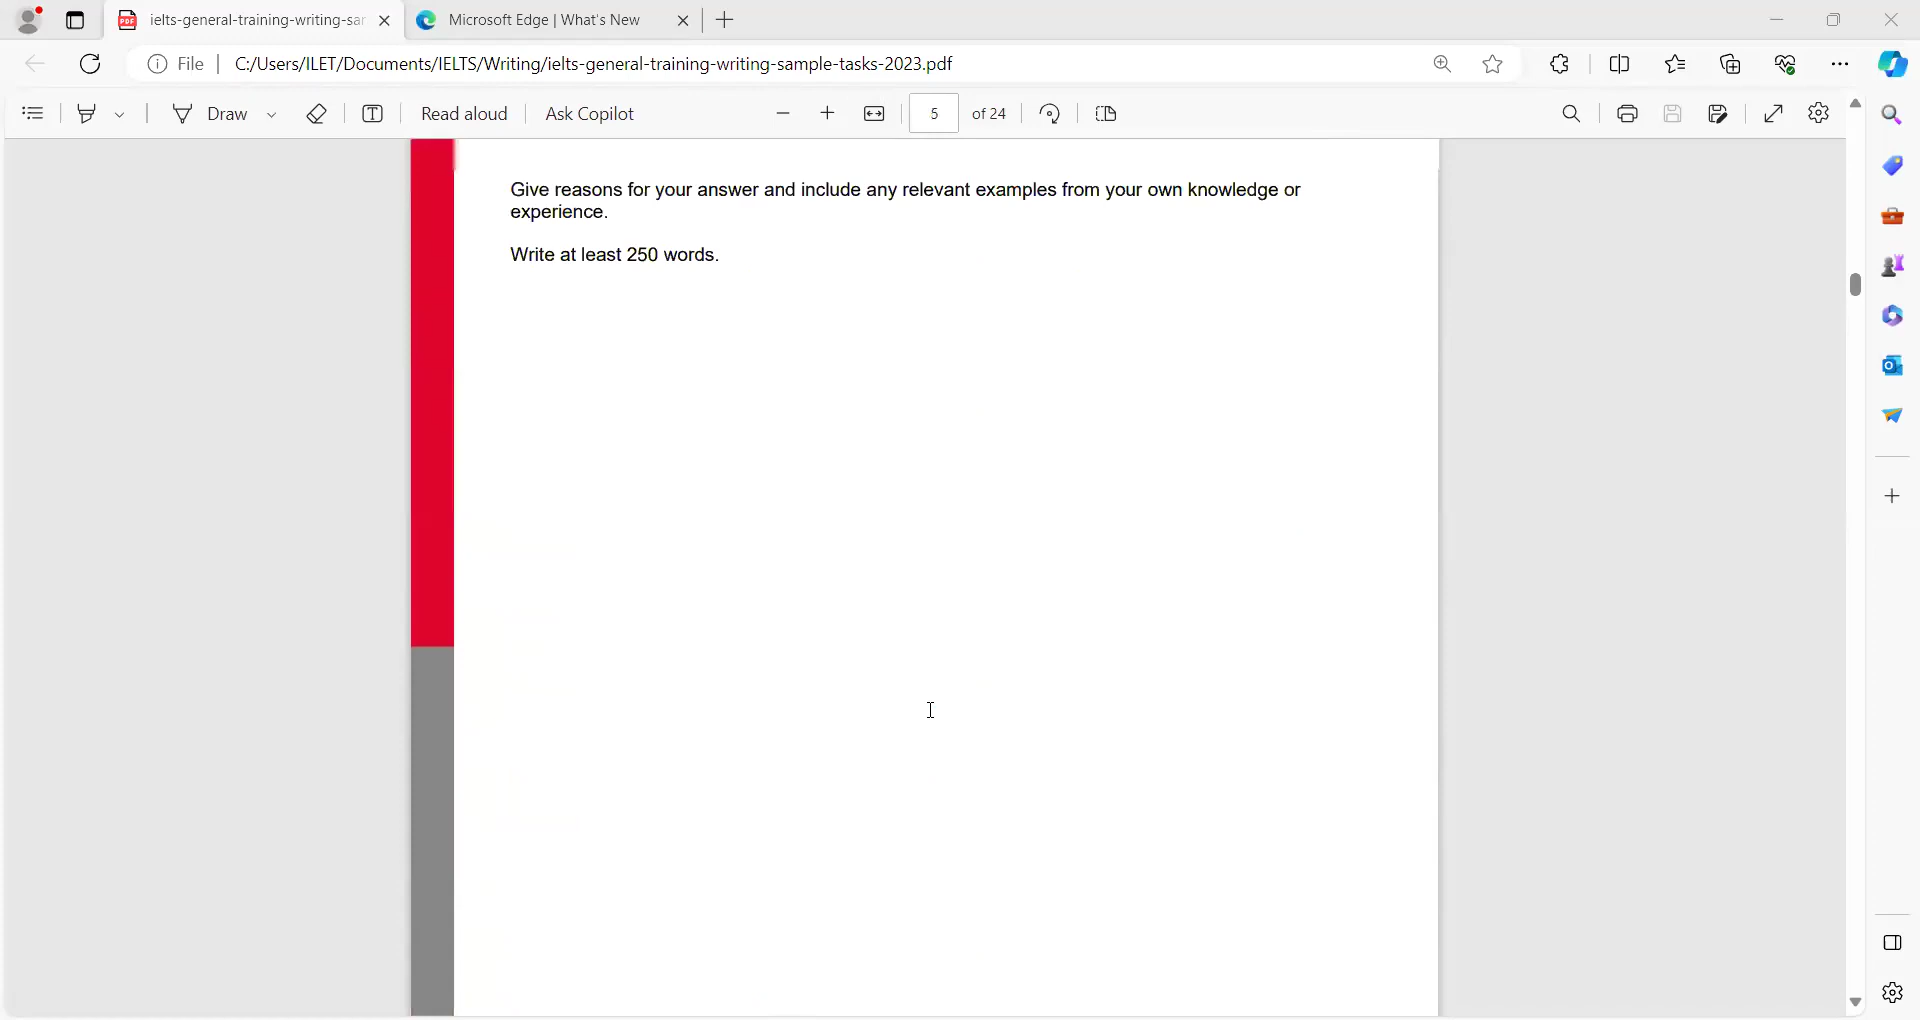 ielts-general-training-writing-sar
Microsoft Edge | What's New
File
C:/Users/ILET/Documents/IELTS/Writing/ielts-general-training-writing-sample-tasks-2023.pdf
Draw
Read aloud
Ask Copilot
5
of 24
Give reasons for your answer and include any relevant examples from your own knowledge or
experience.
Write at least 250 words.